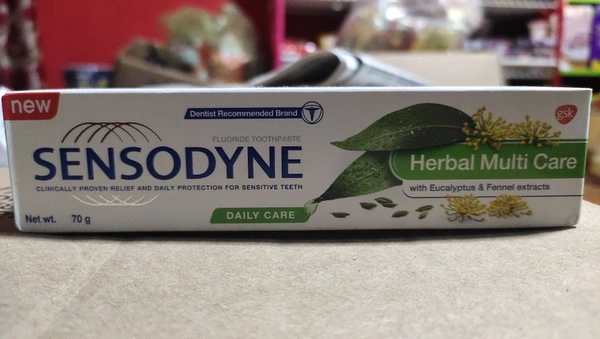 new
Dentist Recommended Brand
gsk
FLUORIDE TOOTHPASTE
SENSODYNE
Herbal Multi Care
CLINICALLY PROVEN RELIEF AND DAILY PROTECTION FOR SENSITIVE TEETH
with Eucalyptus & Fennel extracts
DAILY CARE
Net wt. 70 g